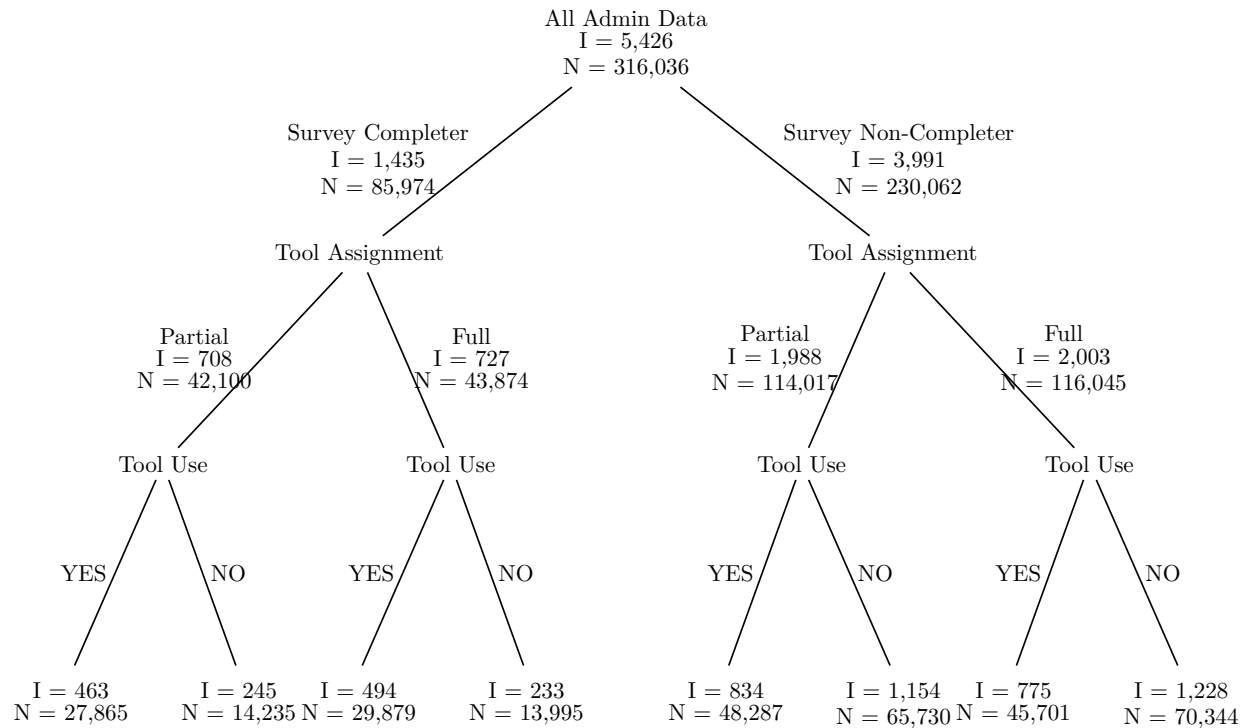 All Admin Data
I = 5,426
N = 316,036
Survey Completer
I = 1,435
N = 85,974
Survey Non-Completer
I = 3,991
N = 230,062
Tool Assignment
Tool Assignment
Partial
I = 708
N = 42,100
Full
I = 727
N = 43,874
Partial
I = 1,988
N = 114,017
Full
I = 2,003
N = 116,045
Tool Use
Tool Use
Tool Use
Tool Use
YES
NO
YES
NO
YES
NO
YES
NO
I = 463
N = 27,865
I = 245
N = 14,235
I = 494
N = 29,879
I = 233
N = 13,995
I = 834
N = 48,287
I = 1,154
N = 65,730
I = 775
N = 45,701
I = 1,228
N = 70,344